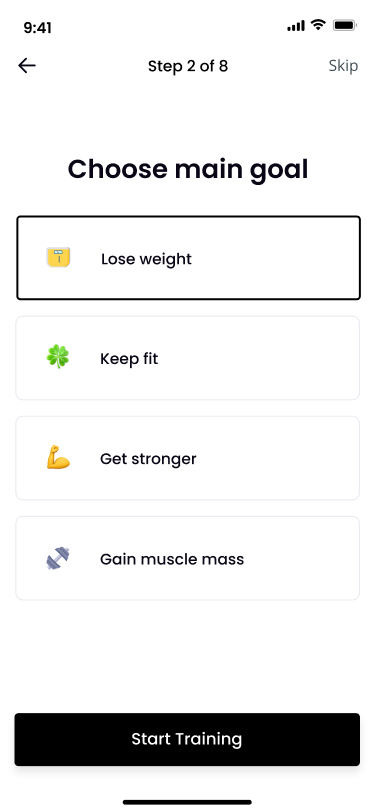 9:41
Step 2 of 8
Skip
Choose main goal
Lose weight
Keep fit
Get stronger
Gain muscle mass
Start Training